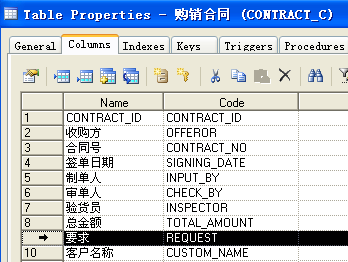 Table Properties - 购销合同 (CONTRACT_C)
General Columns Indexes Keys Triggers Procedures
Name Code
1 CONTRACT_ID CONTRACT_ID
2 收购方 OFFEROR
3 合同号 CONTRACT_NO
4 签单日期 SIGNING_DATE
5 制单人 INPUT_BY
6 审单人 CHECK_BY
7 验货员 INSPECTOR
8 总金额 TOTAL_AMOUNT
要求 REQUEST
10 客户名称 CUSTOM_NAME